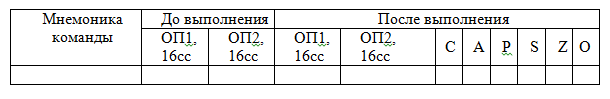 Мнемоника команды До выполнения После выполнения
ОП1, 16сс ОП2, 16сс ОП1, 16сс ОП2, 16сс C A P S Z O